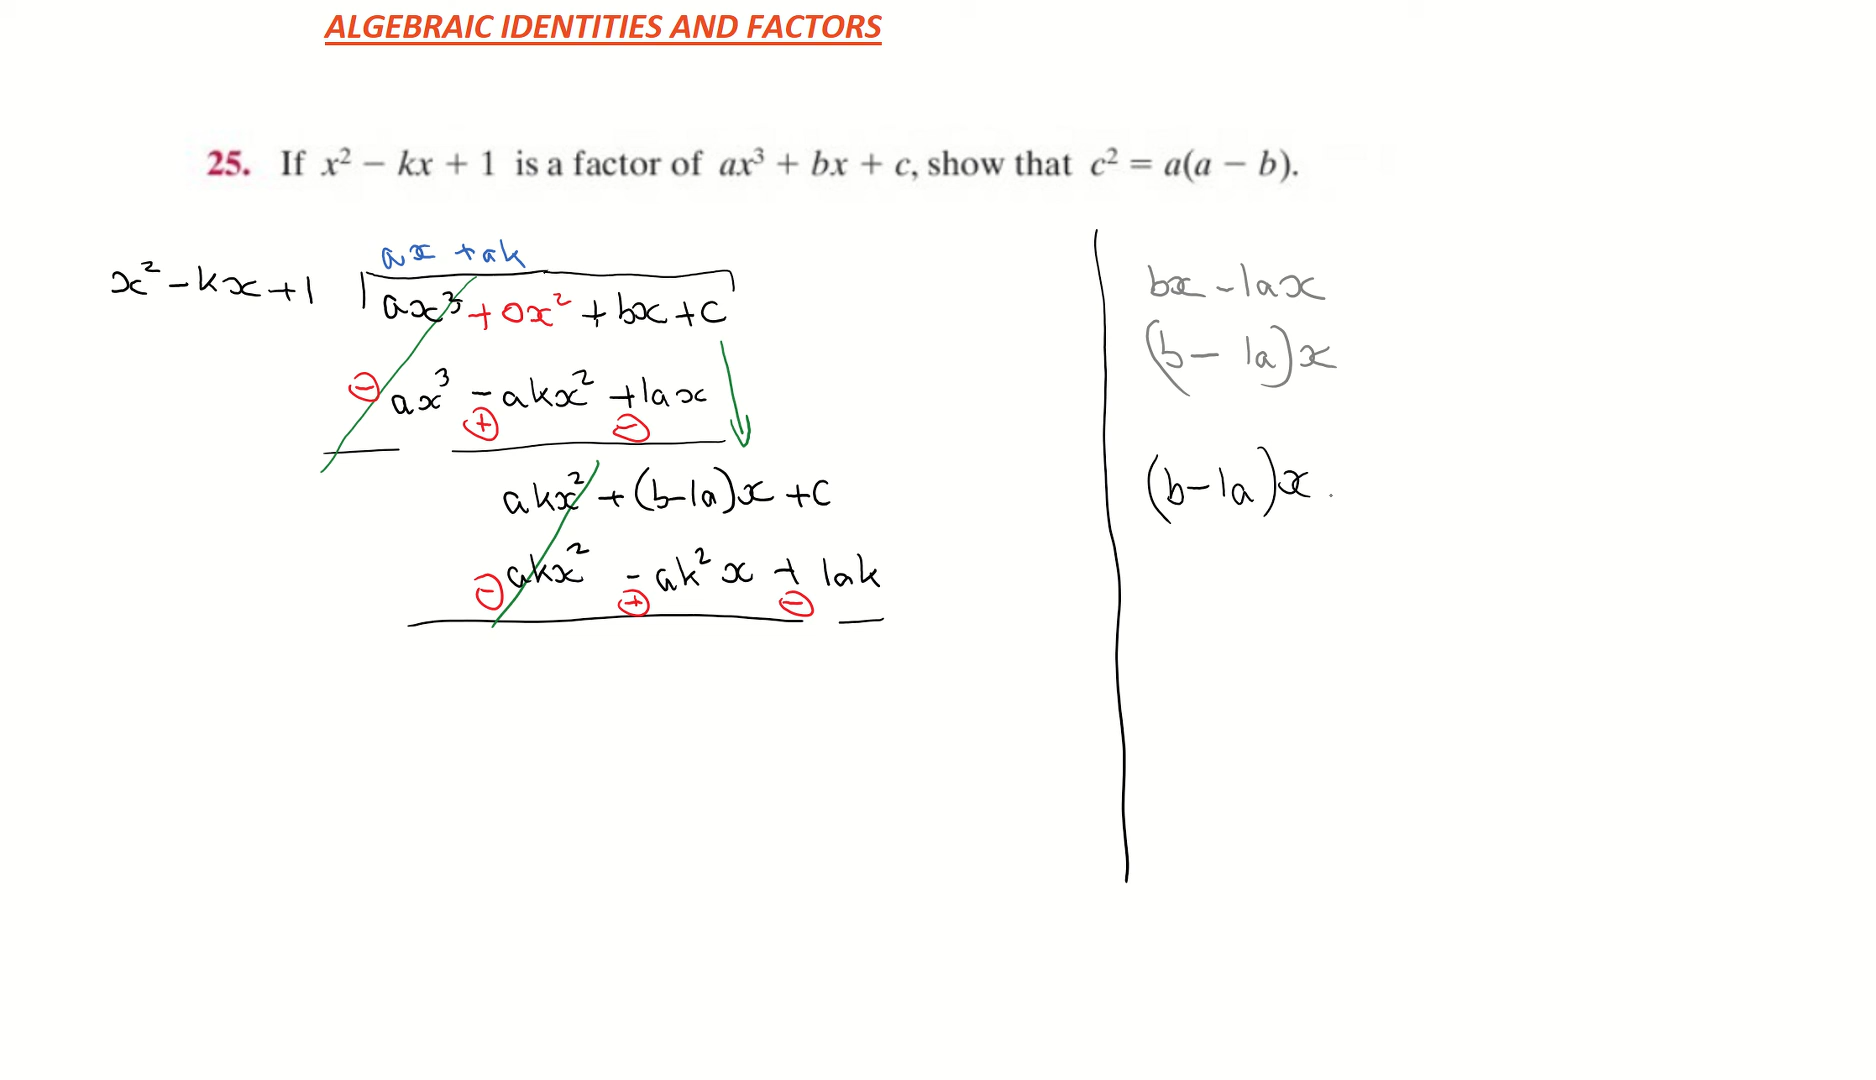 ALGEBRAIC IDENTITIES AND FACTORS
25. If x² − kx + 1 is a factor of ax³ + bx + c, show that c² = a(a − b).
ax + ak
x² − kx + 1 ax³ + 0x² + bx + c
⊖ ax³ − akx² + 1ax
⊕ ⊖
akx² + (b−1a)x + c
⊖ akx² − ak²x + 1ak
⊕ ⊖
bx − 1ax
(b − 1a)x
(b−1a)x .